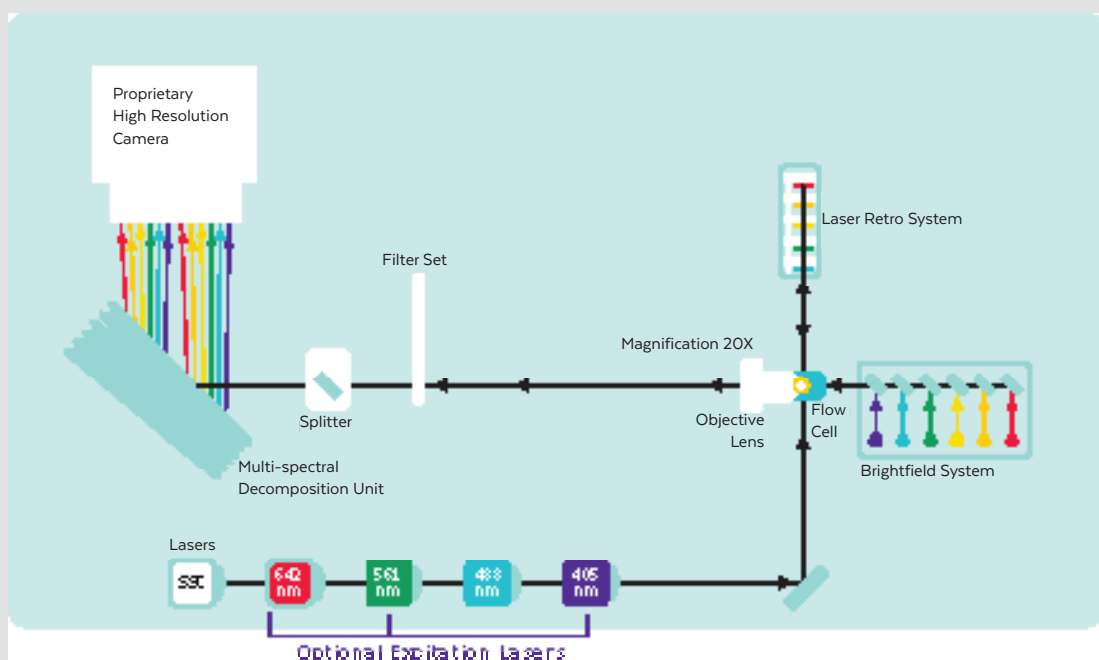 Proprietary
High Resolution
Camera
Laser Retro System
Filter Set
Magnification 20X
Splitter
Objective
Lens
Flow
Cell
Brightfield System
Multi-spectral
Decomposition Unit
Lasers
SSC
642
nm
561
nm
488
nm
405
nm
Optional Excitation Lasers